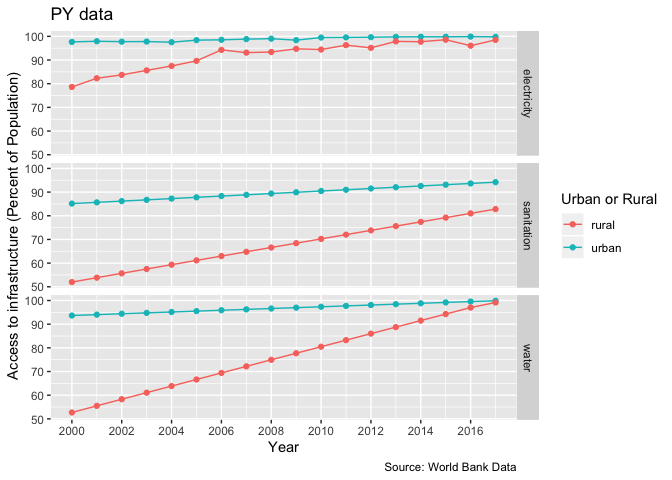 PY data
Access to infrastructure (Percent of Population)
100
90
80
70
60
50
electricity
100
90
80
70
60
50
sanitation
100
90
80
70
60
50
water
2000 2002 2004 2006 2008 2010 2012 2014 2016
Year
Source: World Bank Data
Urban or Rural
rural
urban